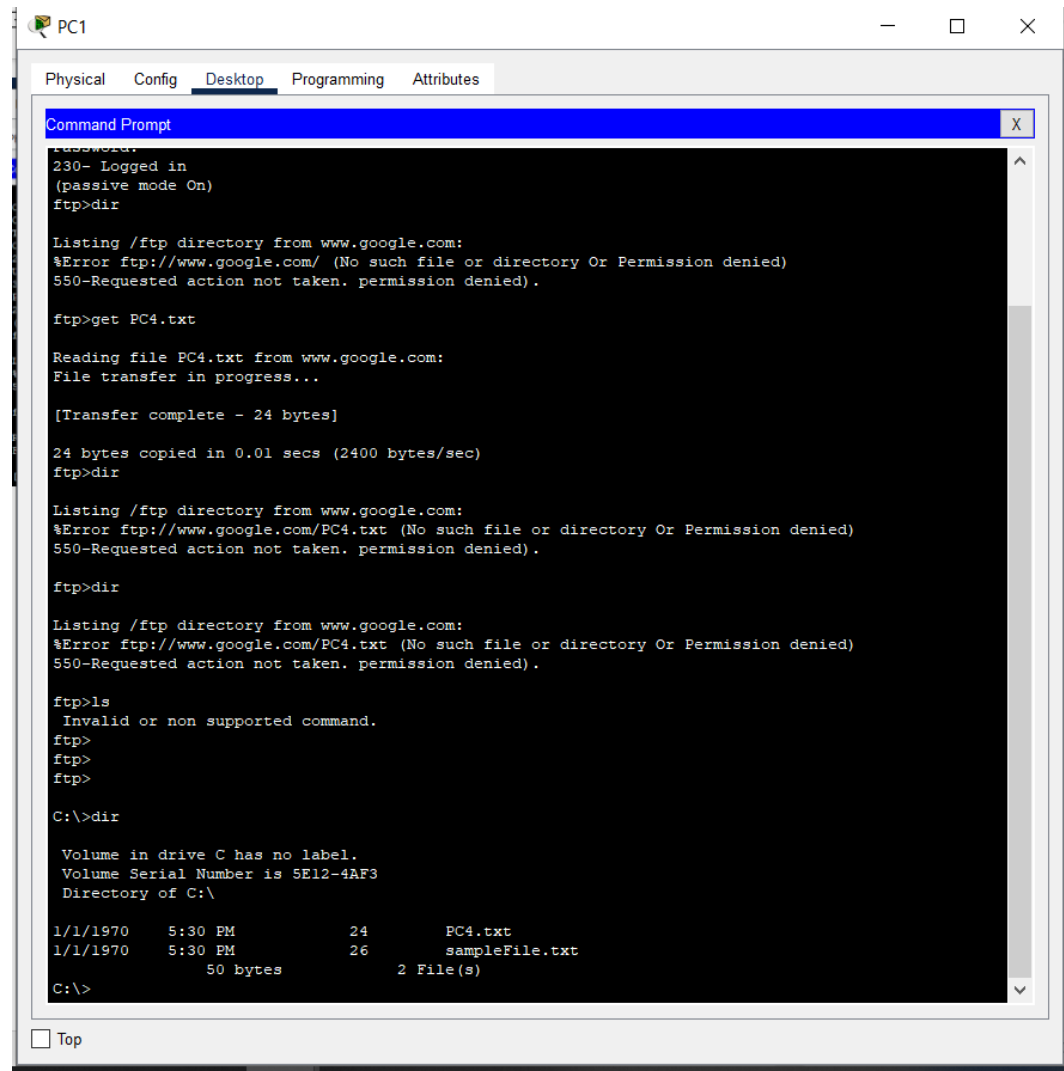 PC1
Physical Config Desktop Programming Attributes
Command Prompt
X
Password:
230- Logged in
(passive mode On)
ftp>dir
Listing /ftp directory from www.google.com:
%Error ftp://www.google.com/ (No such file or directory Or Permission denied)
550-Requested action not taken. permission denied).
ftp>get PC4.txt
Reading file PC4.txt from www.google.com:
File transfer in progress...
[Transfer complete - 24 bytes]
24 bytes copied in 0.01 secs (2400 bytes/sec)
ftp>dir
Listing /ftp directory from www.google.com:
%Error ftp://www.google.com/PC4.txt (No such file or directory Or Permission denied)
550-Requested action not taken. permission denied).
ftp>dir
Listing /ftp directory from www.google.com:
%Error ftp://www.google.com/PC4.txt (No such file or directory Or Permission denied)
550-Requested action not taken. permission denied).
ftp>ls
Invalid or non supported command.
ftp>
ftp>
ftp>
C:\>dir
Volume in drive C has no label.
Volume Serial Number is 5E12-4AF3
Directory of C:\
1/1/1970 5:30 PM 24 PC4.txt
1/1/1970 5:30 PM 26 sampleFile.txt
50 bytes 2 File(s)
C:\>
Top